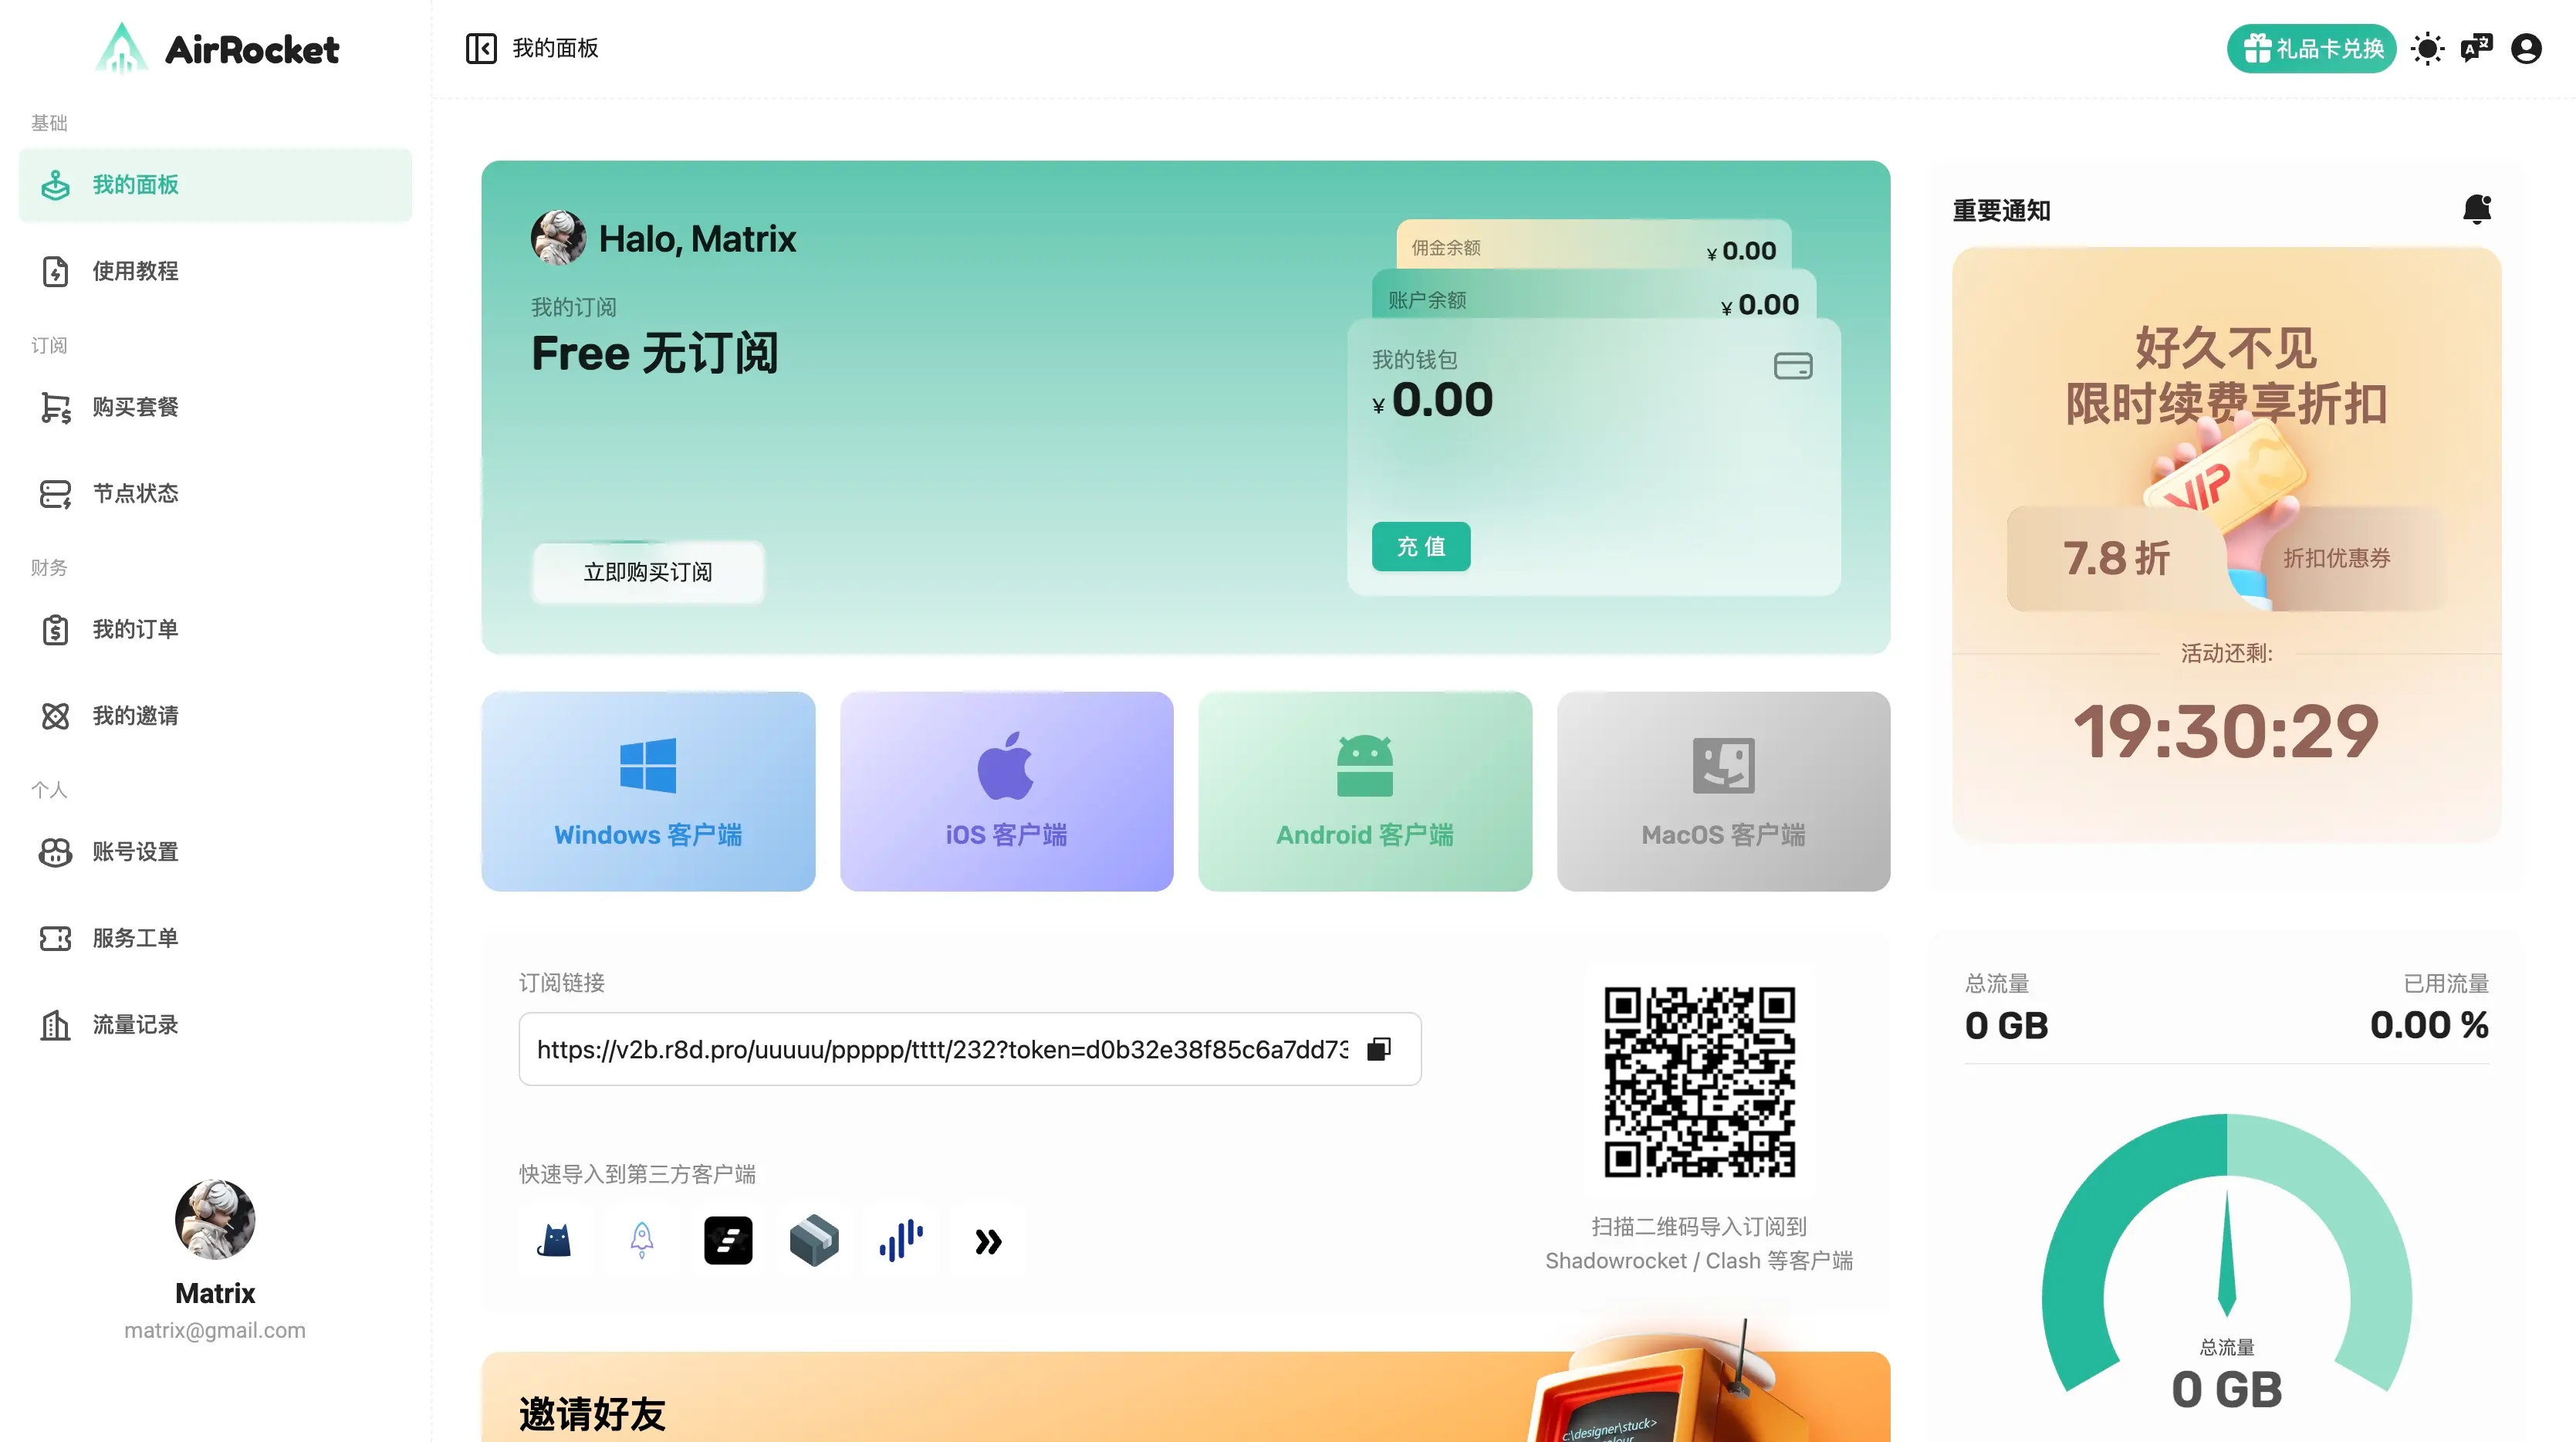 AirRocket
基础
我的面板
使用教程
订阅
购买套餐
节点状态
财务
我的订单
我的邀请
个人
账号设置
服务工单
流量记录
Matrix
matrix@gmail.com
我的面板
礼品卡兑换
Halo, Matrix
我的订阅
Free 无订阅
立即购买订阅
佣金余额
¥ 0.00
账户余额
¥ 0.00
我的钱包
¥ 0.00
充 值
重要通知
好久不见
限时续费享折扣
VIP
7.8 折
折扣优惠券
活动还剩:
19:30:29
Windows 客户端
iOS 客户端
Android 客户端
MacOS 客户端
订阅链接
https://v2b.r8d.pro/uuuuu/ppppp/tttt/232?token=d0b32e38f85c6a7dd73
快速导入到第三方客户端
扫描二维码导入订阅到
Shadowrocket / Clash 等客户端
总流量
0 GB
已用流量
0.00 %
总流量
0 GB
邀请好友
c:\designer\stuck>